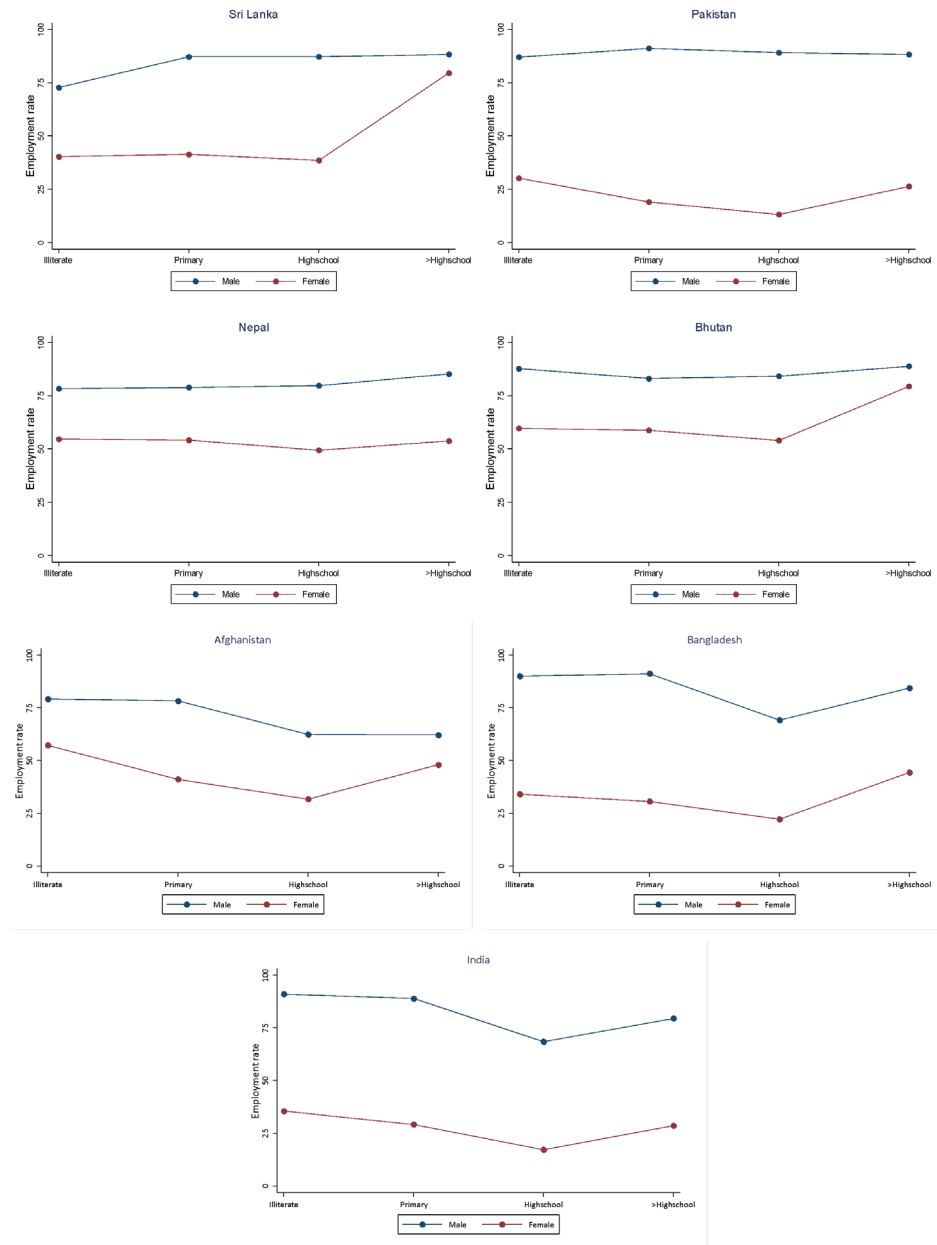 Sri Lanka
Employment rate
100
75
50
25
0
Illiterate Primary Highschool >Highschool
Male Female
Pakistan
Employment rate
100
75
50
25
0
Illiterate Primary Highschool >Highschool
Male Female
Nepal
Employment rate
100
75
50
25
0
Illiterate Primary Highschool >Highschool
Male Female
Bhutan
Employment rate
100
75
50
25
0
Illiterate Primary Highschool >Highschool
Male Female
Afghanistan
Employment rate
100
75
50
25
0
Illiterate Primary Highschool >Highschool
Male Female
Bangladesh
Employment rate
100
75
50
25
0
Illiterate Primary Highschool >Highschool
Male Female
India
Employment rate
100
75
50
25
0
Illiterate Primary Highschool >Highschool
Male Female